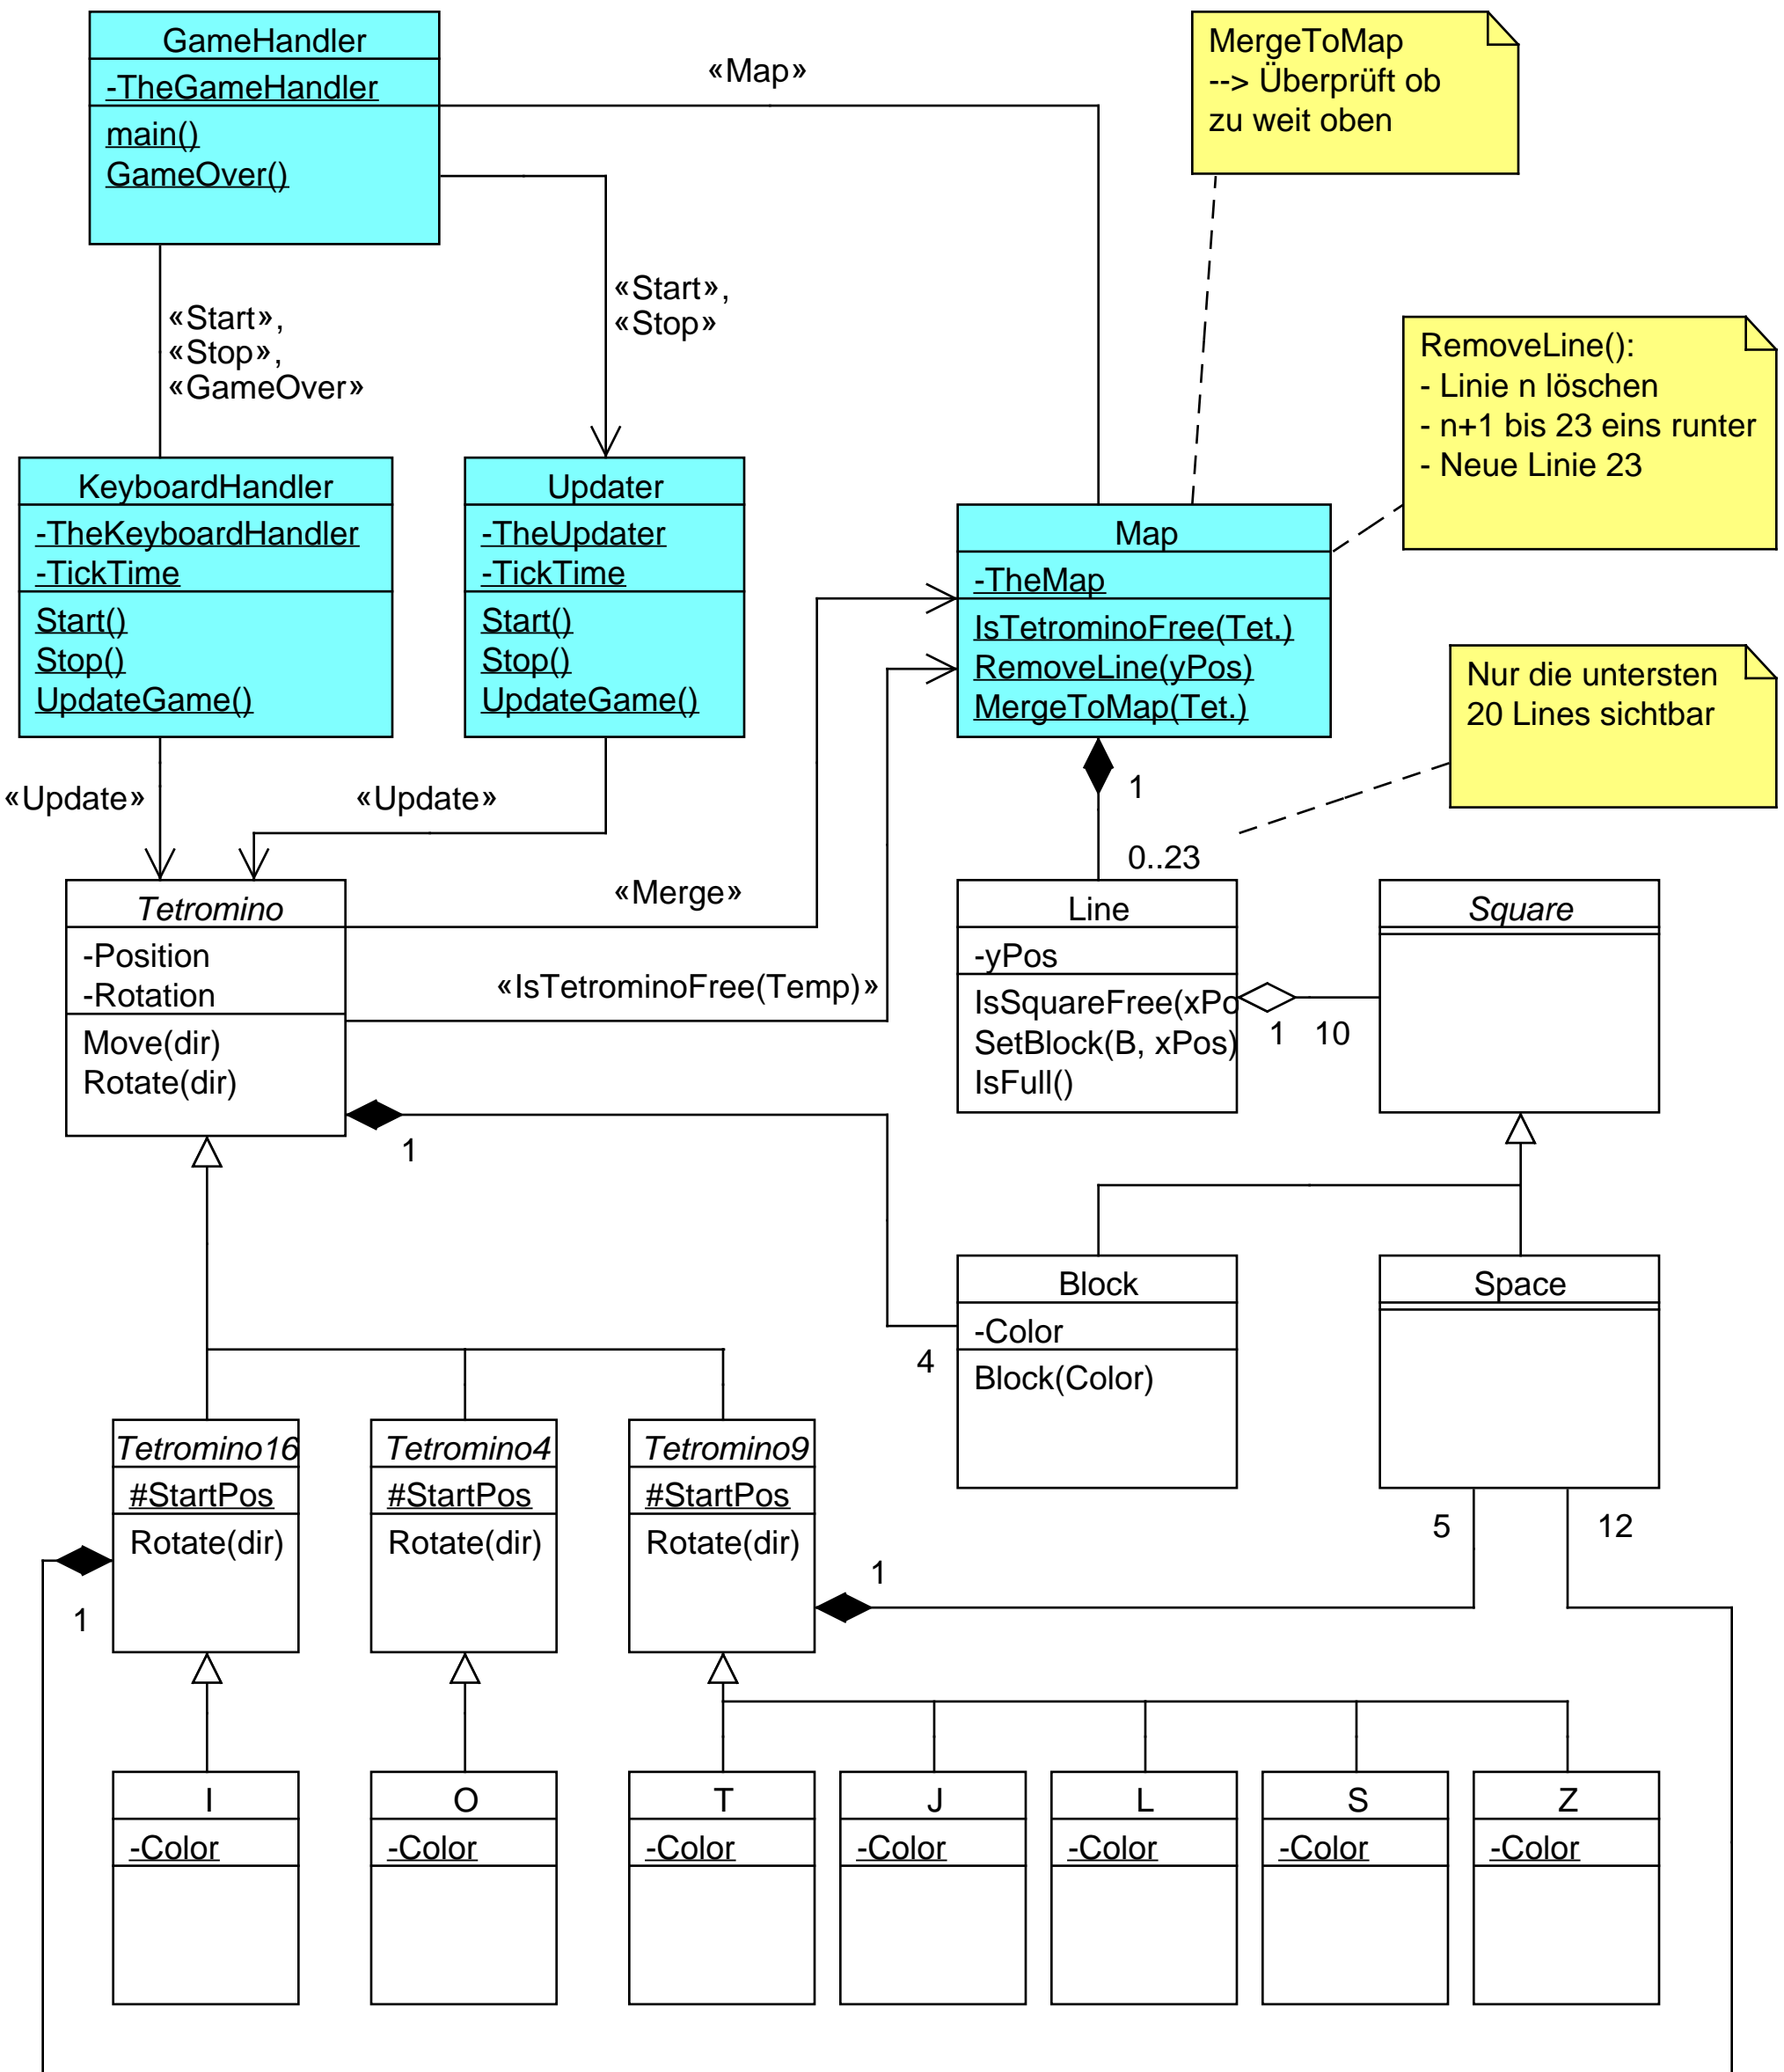 GameHandler
-TheGameHandler
main()
GameOver()
«Map»
MergeToMap
--> Überprüft ob
zu weit oben
«Start»,
«Stop»,
«GameOver»
«Start»,
«Stop»
RemoveLine():
- Linie n löschen
- n+1 bis 23 eins runter
- Neue Linie 23
KeyboardHandler
-TheKeyboardHandler
-TickTime
Start()
Stop()
UpdateGame()
Updater
-TheUpdater
-TickTime
Start()
Stop()
UpdateGame()
Map
-TheMap
IsTetrominoFree(Tet.)
RemoveLine(yPos)
MergeToMap(Tet.)
Nur die untersten
20 Lines sichtbar
«Update»
«Update»
1
0..23
Tetromino
-Position
-Rotation
Move(dir)
Rotate(dir)
«Merge»
«IsTetrominoFree(Temp)»
Line
-yPos
IsSquareFree(xPo
SetBlock(B, xPos)
IsFull()
1
10
Square
1
4
Block
-Color
Block(Color)
Space
5
12
Tetromino16
#StartPos
Rotate(dir)
1
Tetromino4
#StartPos
Rotate(dir)
Tetromino9
#StartPos
Rotate(dir)
1
I
-Color
O
-Color
T
-Color
J
-Color
L
-Color
S
-Color
Z
-Color